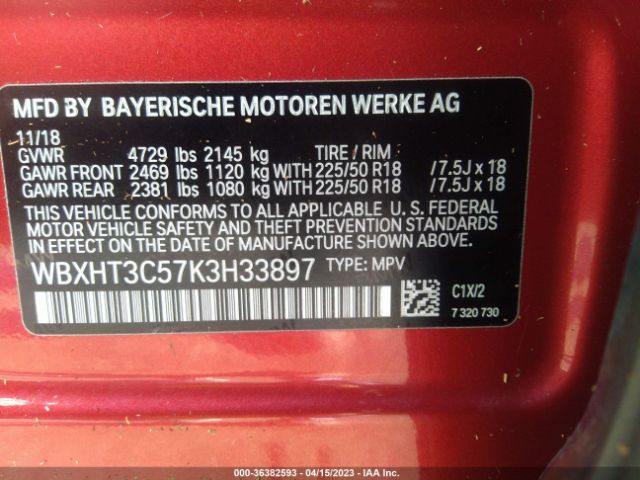 MFD BY BAYERISCHE MOTOREN WERKE AG
11/18
GVWR 4729 lbs 2145 kg TIRE / RIM
GAWR FRONT 2469 lbs 1120 kg WITH 225/50 R18 /7.5J x 18
GAWR REAR 2381 lbs 1080 kg WITH 225/50 R18 /7.5J x 18
THIS VEHICLE CONFORMS TO ALL APPLICABLE U. S. FEDERAL
MOTOR VEHICLE SAFETY AND THEFT PREVENTION STANDARDS
IN EFFECT ON THE DATE OF MANUFACTURE SHOWN ABOVE.
WBXHT3C57K3H33897 TYPE: MPV
C1X/2
7 320 730
000-36382593 - 04/15/2023 - IAA Inc.